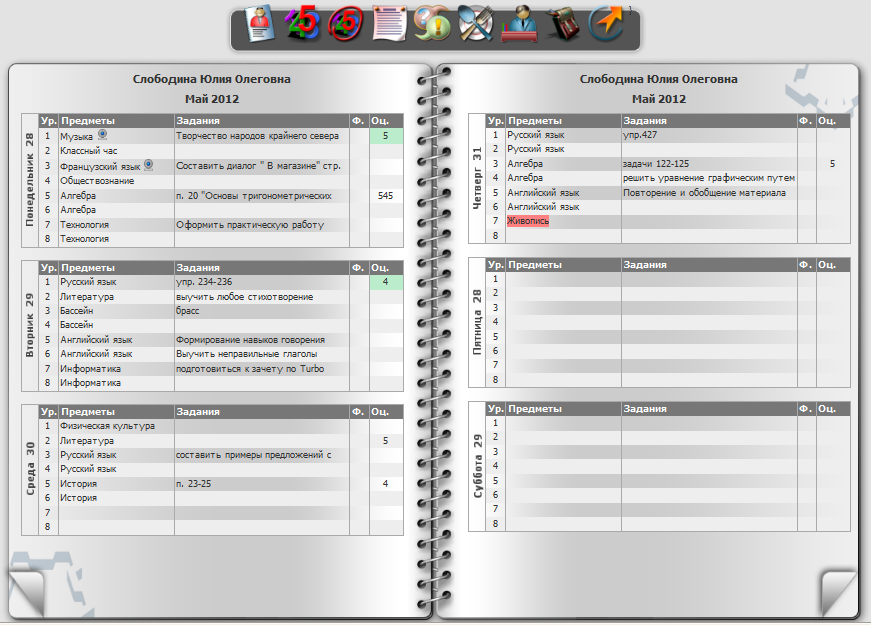 Слободина Юлия Олеговна
Май 2012
Понедельник 28
Ур. Предметы Задания Ф. Оц.
1 Музыка Творчество народов крайнего севера 5
2 Классный час
3 Французский язык Составить диалог " В магазине" стр.
4 Обществознание
5 Алгебра п. 20 "Основы тригонометрических 545
6 Алгебра
7 Технология Оформить практическую работу
8 Технология
Вторник 29
Ур. Предметы Задания Ф. Оц.
1 Русский язык упр. 234-236 4
2 Литература выучить любое стихотворение
3 Бассейн брасс
4 Бассейн
5 Английский язык Формирование навыков говорения
6 Английский язык Выучить неправильные глаголы
7 Информатика подготовиться к зачету по Turbo
8 Информатика
Среда 30
Ур. Предметы Задания Ф. Оц.
1 Физическая культура
2 Литература 5
3 Русский язык составить примеры предложений с
4 Русский язык
5 История п. 23-25 4
6 История
7
8
Слободина Юлия Олеговна
Май 2012
Четверг 31
Ур. Предметы Задания Ф. Оц.
1 Русский язык упр.427
2 Русский язык
3 Алгебра задачи 122-125 5
4 Алгебра решить уравнение графическим путем
5 Английский язык Повторение и обобщение материала
6 Английский язык
7 Живопись
8
Пятница 28
Ур. Предметы Задания Ф. Оц.
1
2
3
4
5
6
7
8
Суббота 29
Ур. Предметы Задания Ф. Оц.
1
2
3
4
5
6
7
8